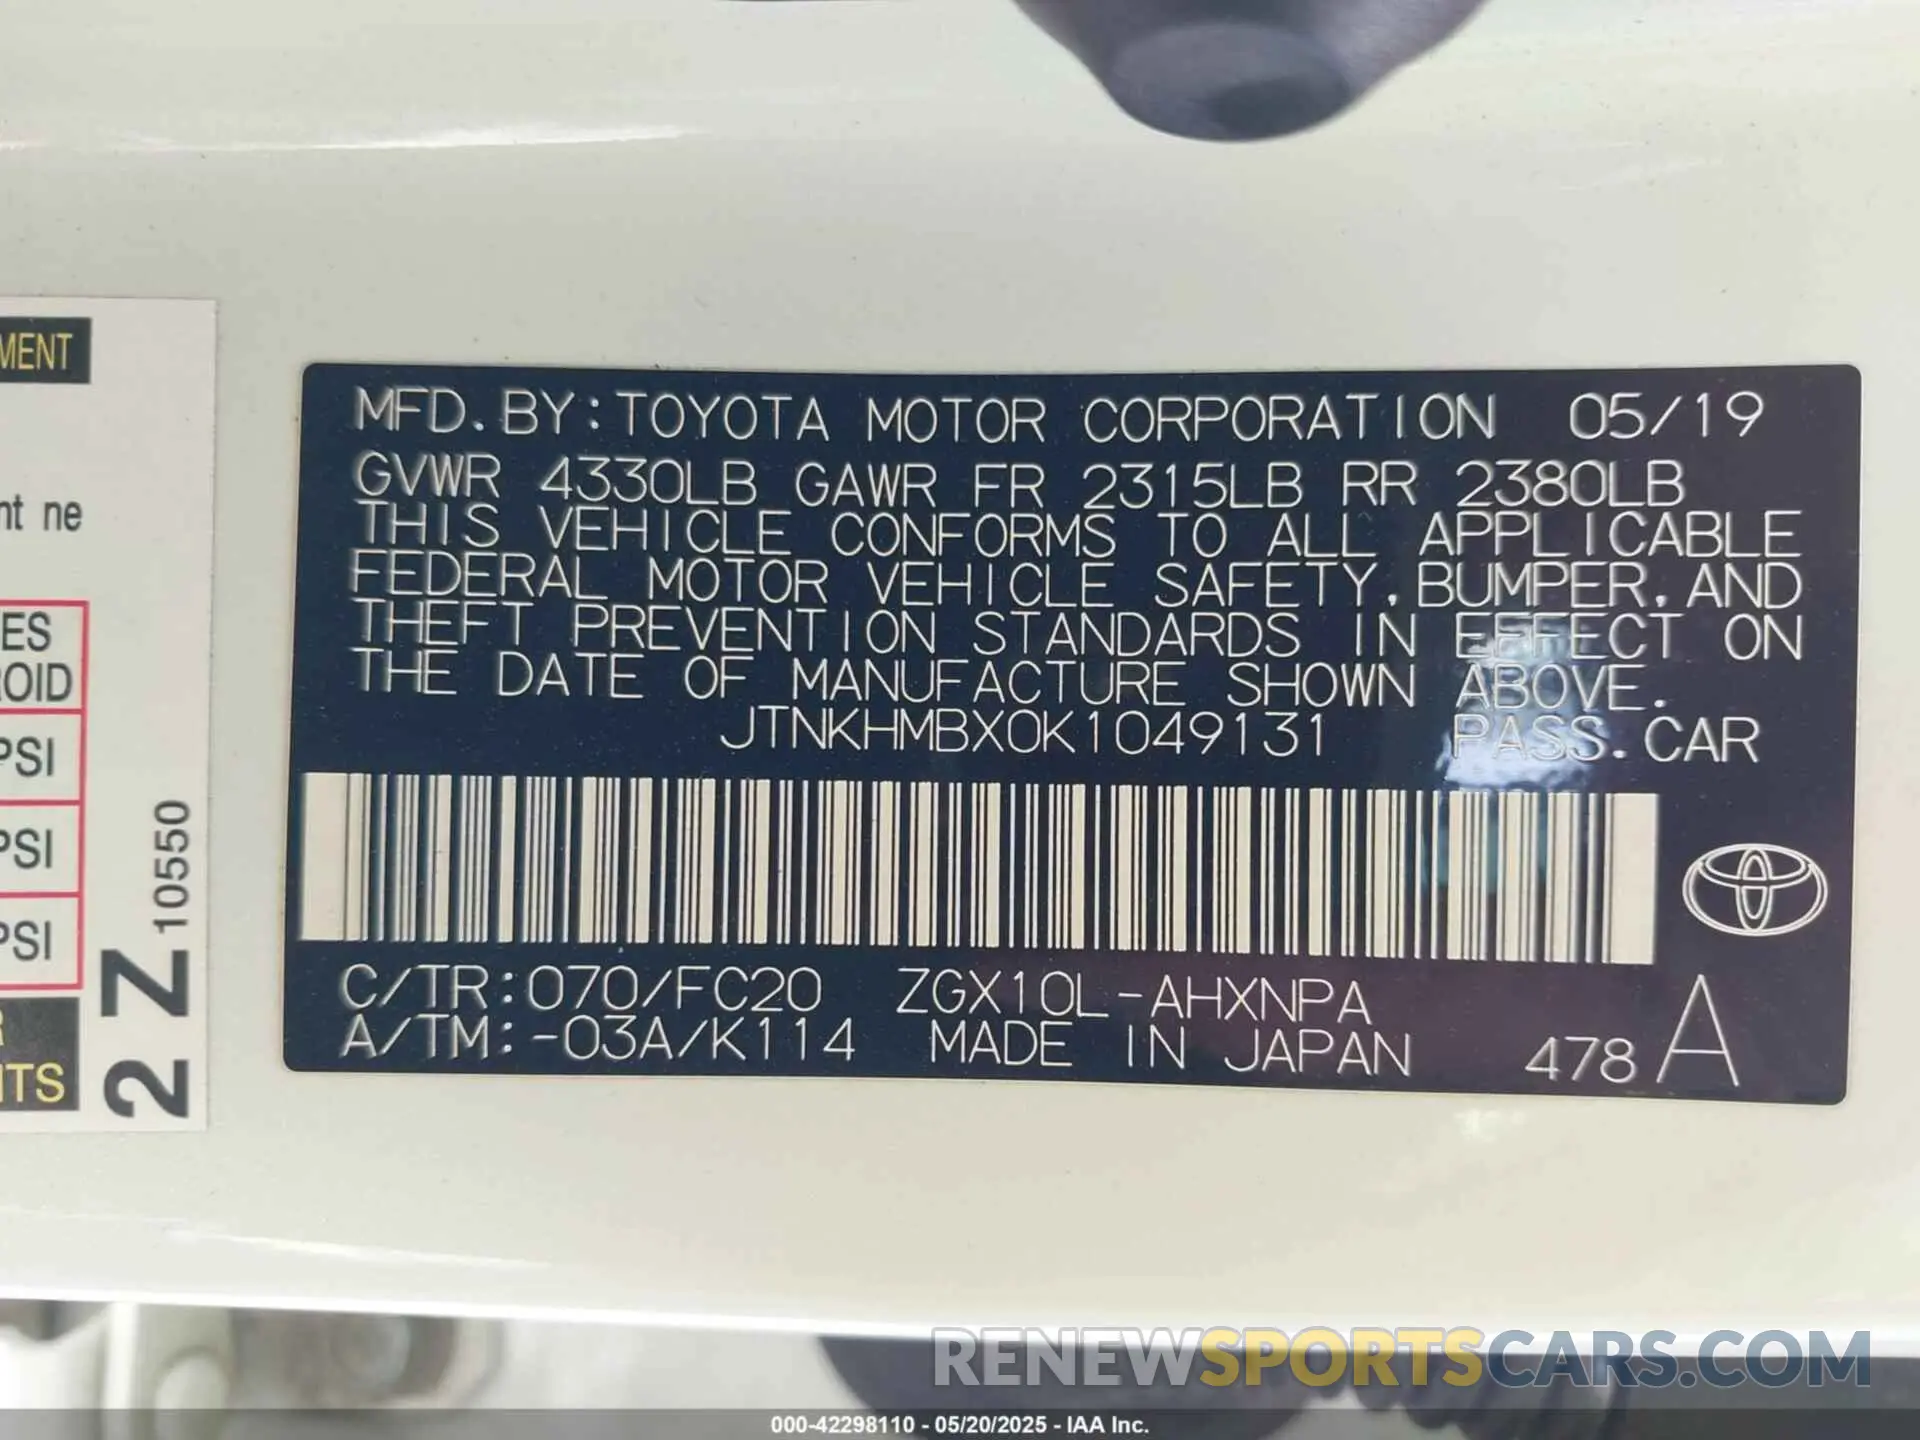 MENT
nt ne
ES
ROID
PSI
PSI
PSI
R
ITS
2 Z 10550
MFD. BY: TOYOTA MOTOR CORPORATION 05/19
GVWR 4330LB GAWR FR 2315LB RR 2380LB
THIS VEHICLE CONFORMS TO ALL APPLICABLE
FEDERAL MOTOR VEHICLE SAFETY, BUMPER, AND
THEFT PREVENTION STANDARDS IN EFFECT ON
THE DATE OF MANUFACTURE SHOWN ABOVE.
JTNKHMBX0K1049131 PASS. CAR
C/TR: 070/FC20 ZGX10L-AHXNPA
A/TM: -03A/K114 MADE IN JAPAN 478 A
RENEWSPORTSCARS.COM
000-42298110 - 05/20/2025 - IAA Inc.